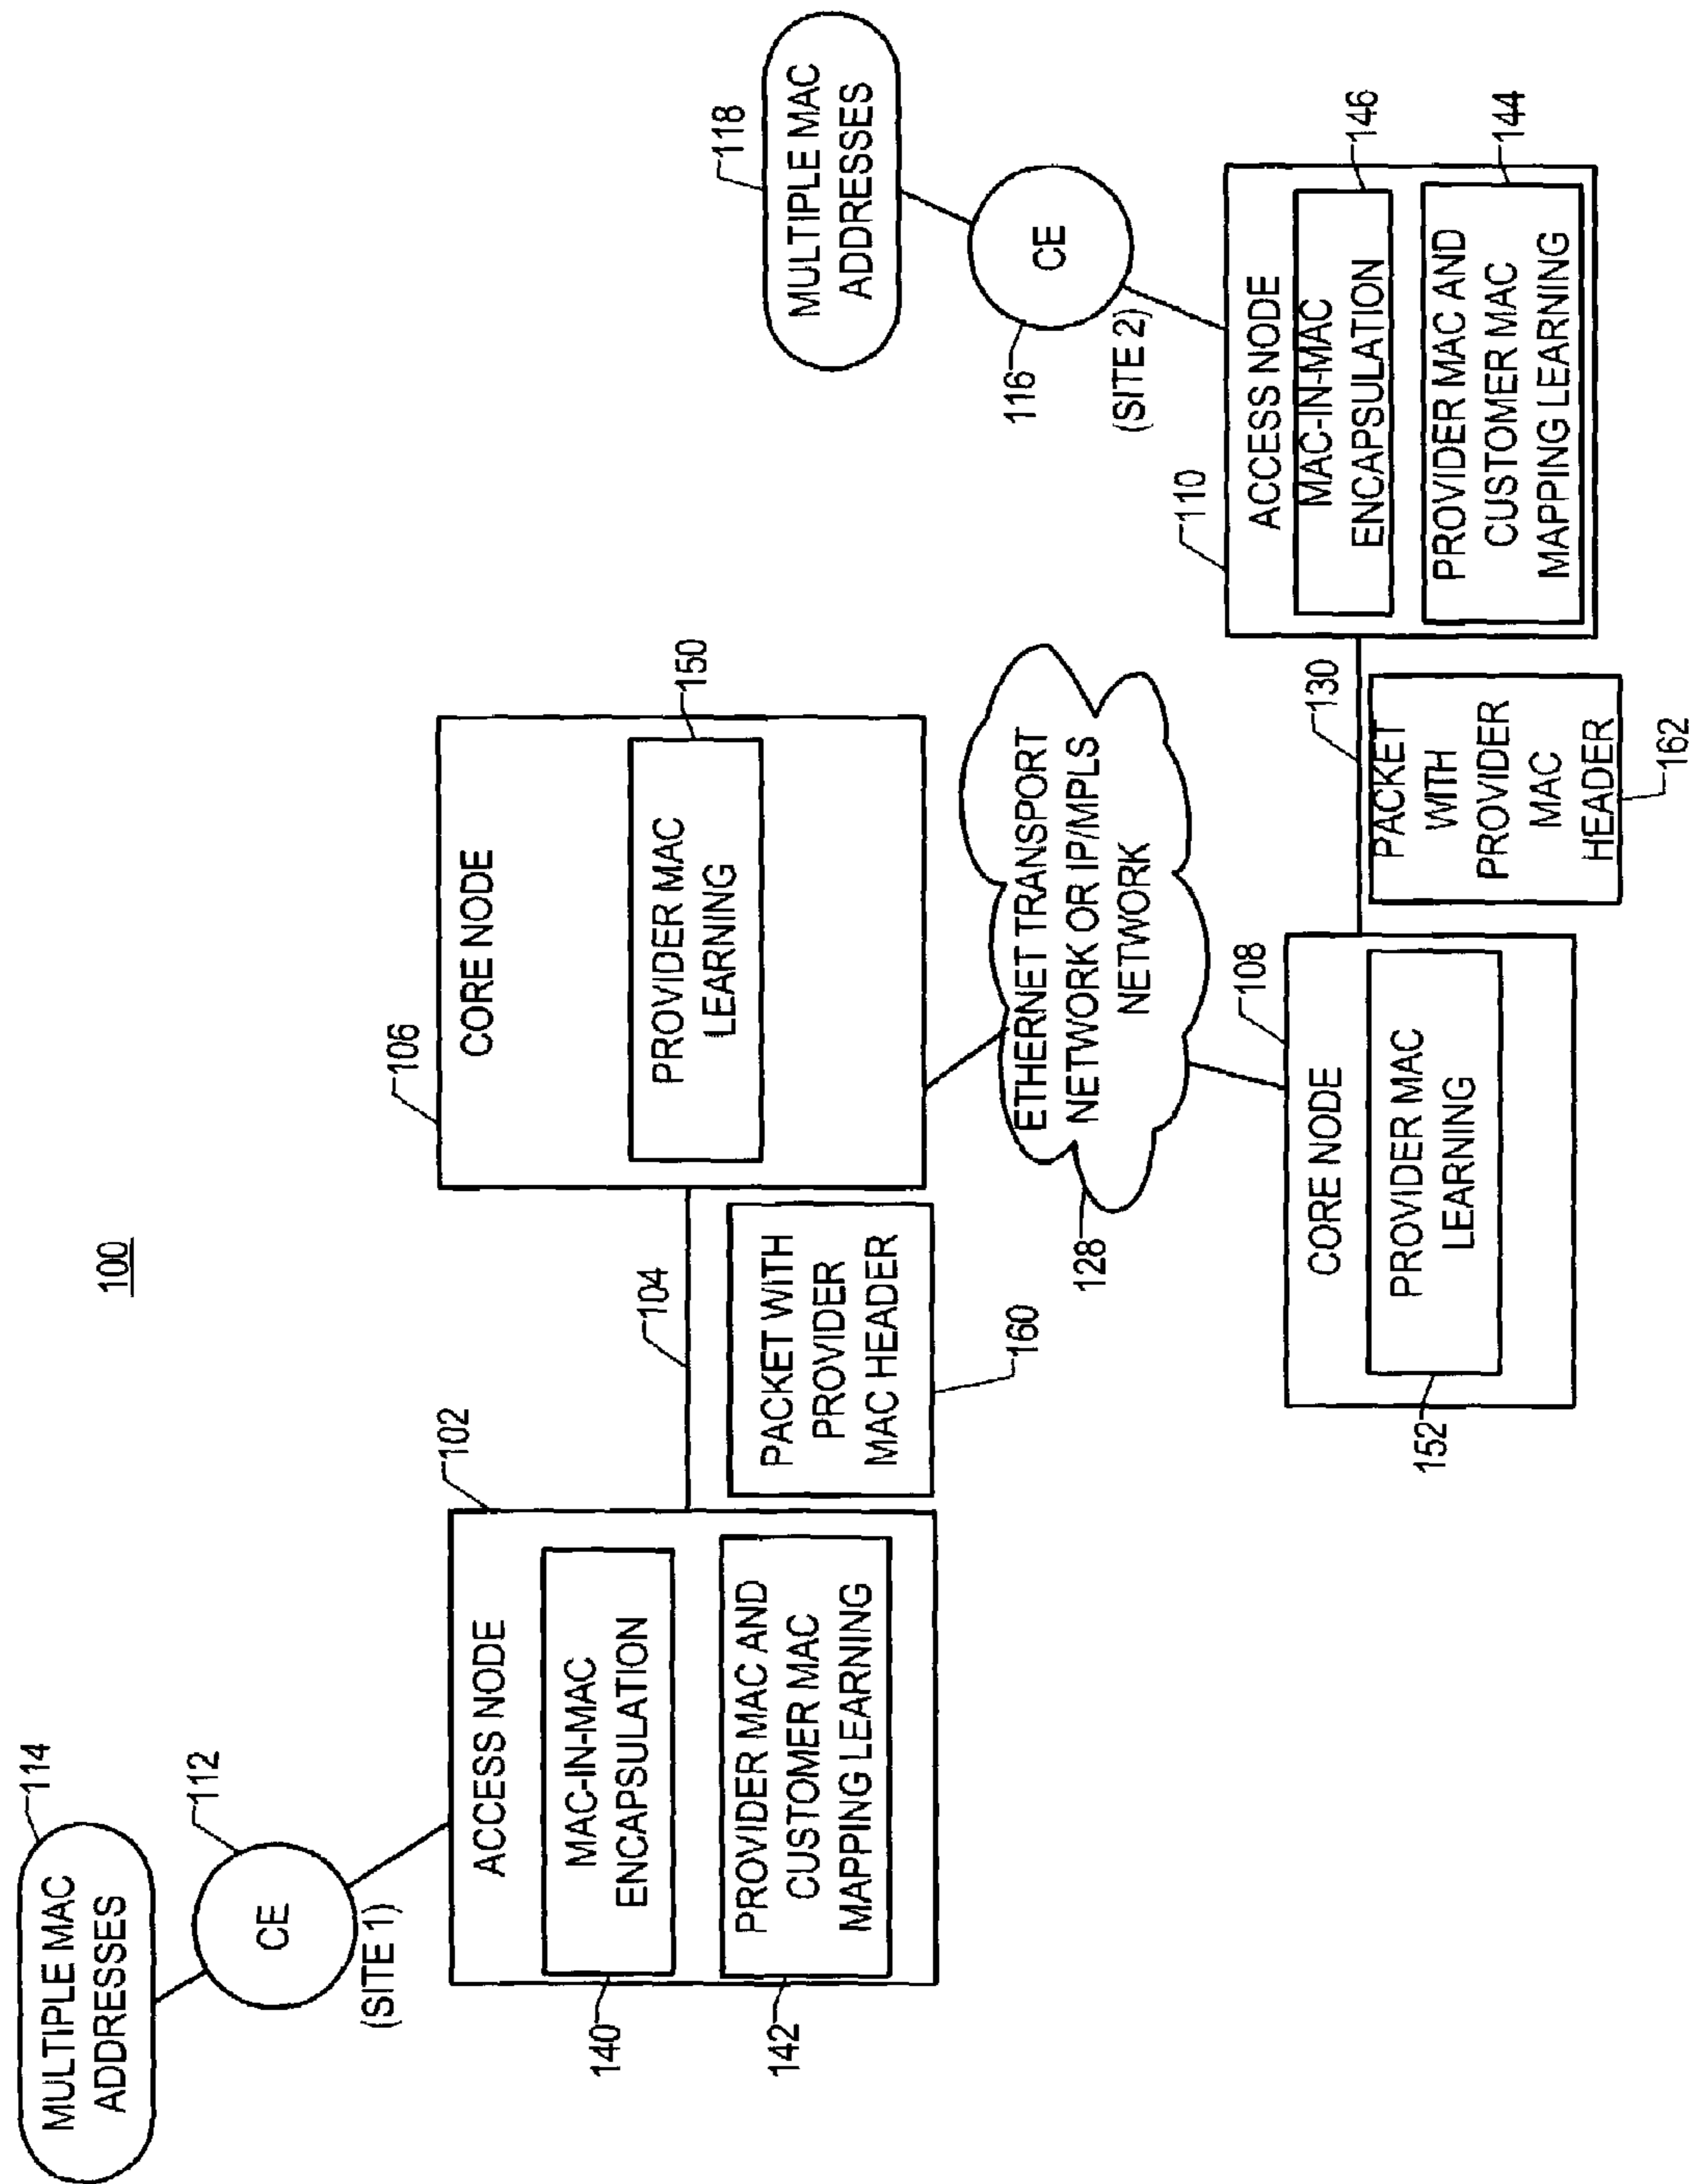 100
MULTIPLE MAC
ADDRESSES
114
CE
112
(SITE 1)
102
ACCESS NODE
MAC-IN-MAC
ENCAPSULATION
140
PROVIDER MAC AND
CUSTOMER MAC
MAPPING LEARNING
142
104
PACKET WITH
PROVIDER
MAC HEADER
160
106
CORE NODE
PROVIDER MAC
LEARNING
150
ETHERNET TRANSPORT
NETWORK OR IP/MPLS
NETWORK
128
108
CORE NODE
PROVIDER MAC
LEARNING
152
130
PACKET
WITH
PROVIDER
MAC
HEADER
162
118
MULTIPLE MAC
ADDRESSES
CE
116
(SITE 2)
110
ACCESS NODE
MAC-IN-MAC
ENCAPSULATION
146
PROVIDER MAC AND
CUSTOMER MAC
MAPPING LEARNING
144